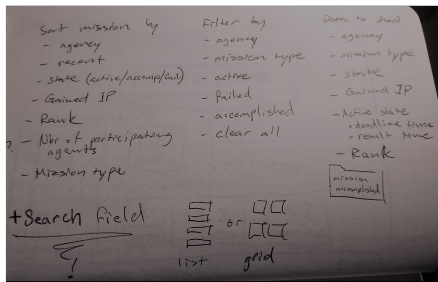 Sort mission by
- agency
- recent
- state (active/accomp/fail)
- Gained IP
- Rank
?. - Nbr of participating
agents
- Mission type
Filter by
- agency
- mission type
- active
- failed
- accomplished
- clear all
Data to show
- agency
- mission type
- state
- Gained IP
- Active state
• deadline time
• result time
- Rank
mission
accomplished
+Search field
!
list
or
grid